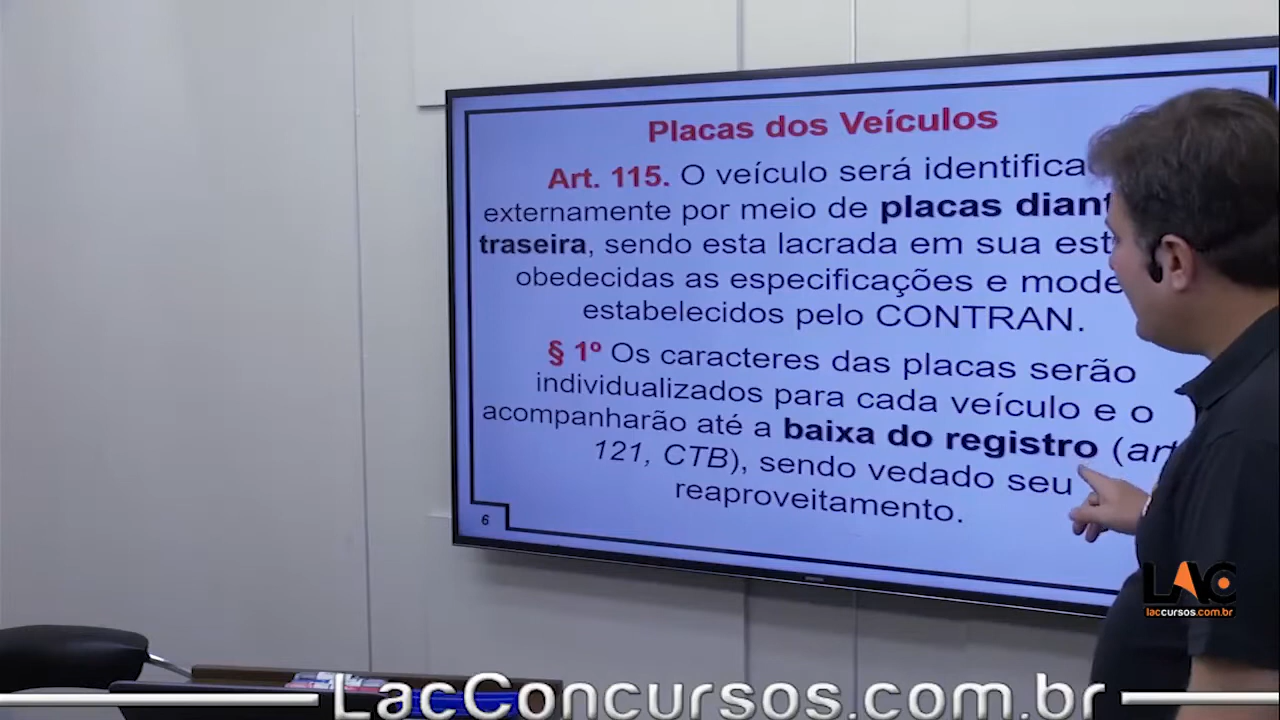 Placas dos Veículos
Art. 115. O veículo será identifica
externamente por meio de placas diant
traseira, sendo esta lacrada em sua est
obedecidas as especificações e mode
estabelecidos pelo CONTRAN.
§ 1º Os caracteres das placas serão
individualizados para cada veículo e o
acompanharão até a baixa do registro (art
121, CTB), sendo vedado seu
reaproveitamento.
6
LAC
laccursos.com.br
LacConcursos.com.br